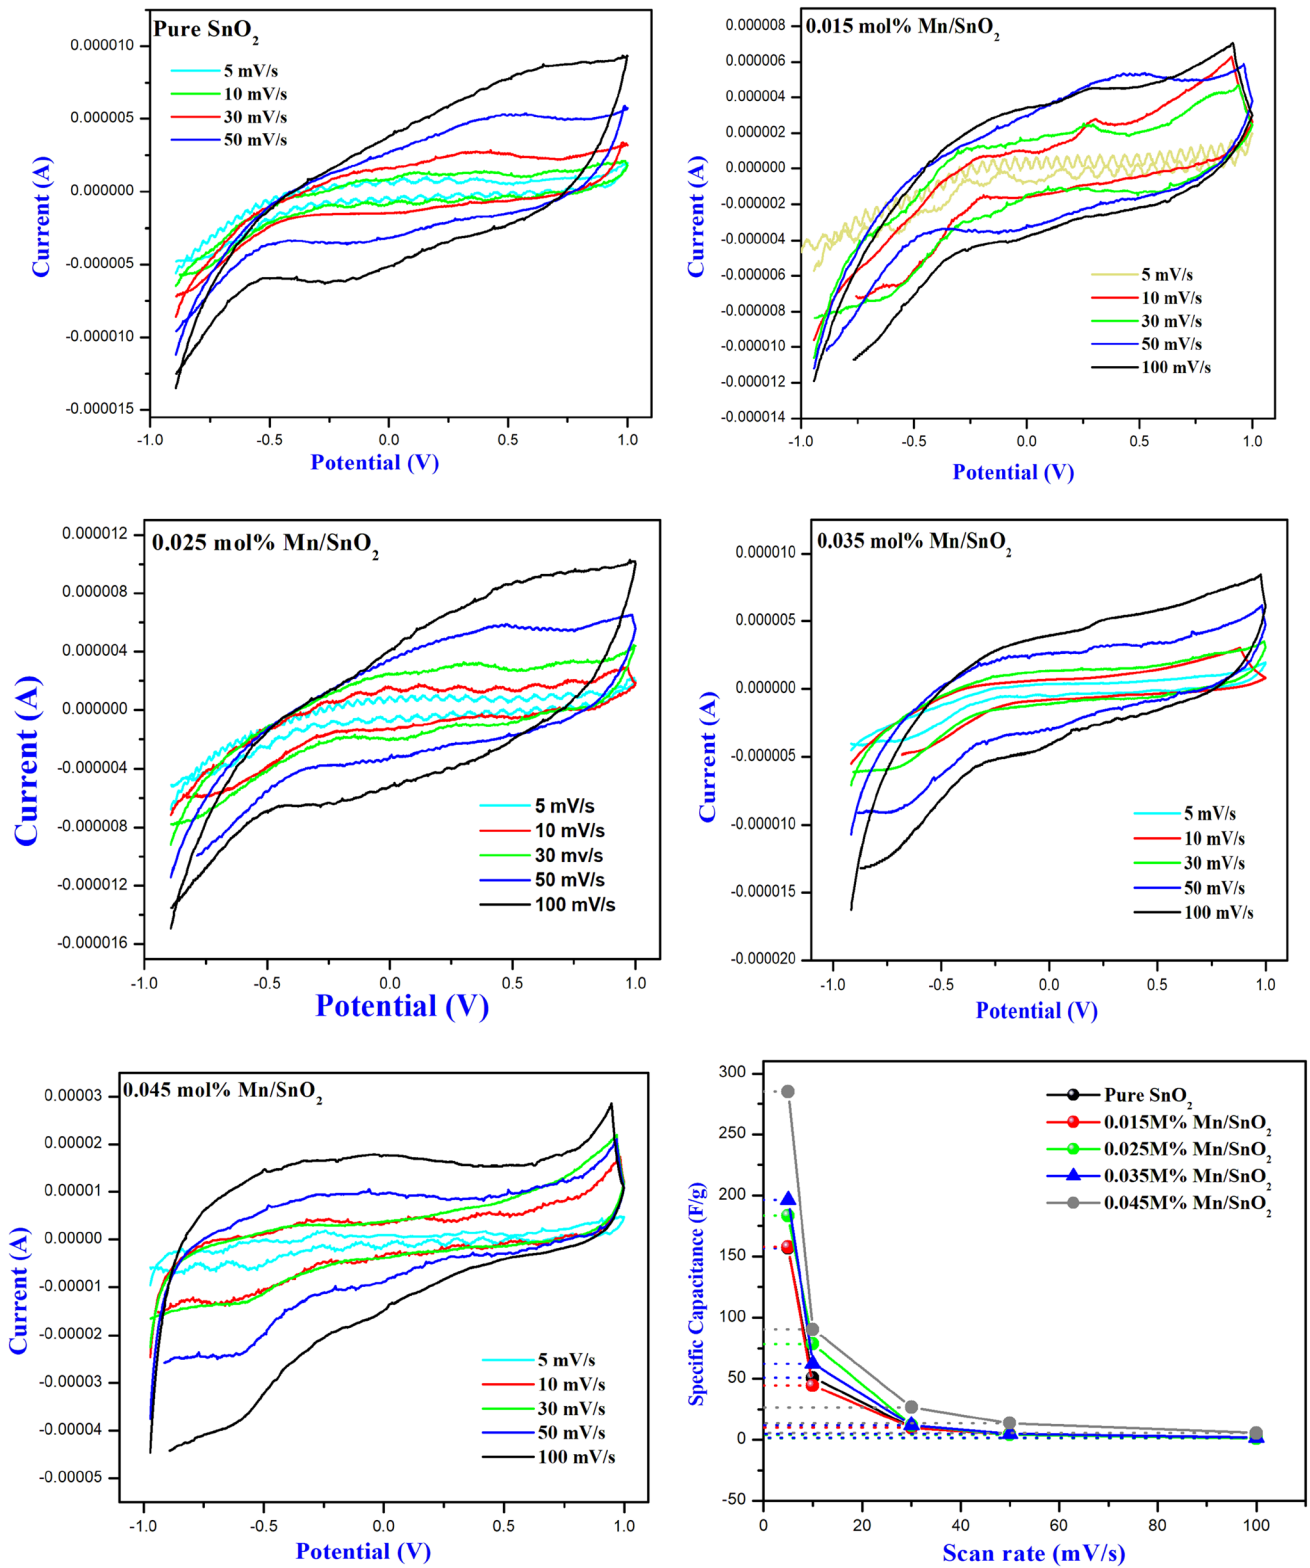 Pure SnO2
5 mV/s
10 mV/s
30 mV/s
50 mV/s
0.000010
0.000005
0.000000
-0.000005
-0.000010
-0.000015
Current (A)
-1.0 -0.5 0.0 0.5 1.0
Potential (V)
0.015 mol% Mn/SnO2
0.000008
0.000006
0.000004
0.000002
0.000000
-0.000002
-0.000004
-0.000006
-0.000008
-0.000010
-0.000012
-0.000014
Current (A)
5 mV/s
10 mV/s
30 mV/s
50 mV/s
100 mV/s
-1.0 -0.5 0.0 0.5 1.0
Potential (V)
0.025 mol% Mn/SnO2
0.000012
0.000008
0.000004
0.000000
-0.000004
-0.000008
-0.000012
-0.000016
Current (A)
5 mV/s
10 mV/s
30 mv/s
50 mV/s
100 mV/s
-1.0 -0.5 0.0 0.5 1.0
Potential (V)
0.035 mol% Mn/SnO2
0.000010
0.000005
0.000000
-0.000005
-0.000010
-0.000015
-0.000020
Current (A)
5 mV/s
10 mV/s
30 mV/s
50 mV/s
100 mV/s
-1.0 -0.5 0.0 0.5 1.0
Potential (V)
0.045 mol% Mn/SnO2
0.00003
0.00002
0.00001
0.00000
-0.00001
-0.00002
-0.00003
-0.00004
-0.00005
Current (A)
5 mV/s
10 mV/s
30 mV/s
50 mV/s
100 mV/s
-1.0 -0.5 0.0 0.5 1.0
Potential (V)
300
250
200
150
100
50
0
-50
Specific Capacitance (F/g)
Pure SnO2
0.015M% Mn/SnO2
0.025M% Mn/SnO2
0.035M% Mn/SnO2
0.045M% Mn/SnO2
0 20 40 60 80 100
Scan rate (mV/s)